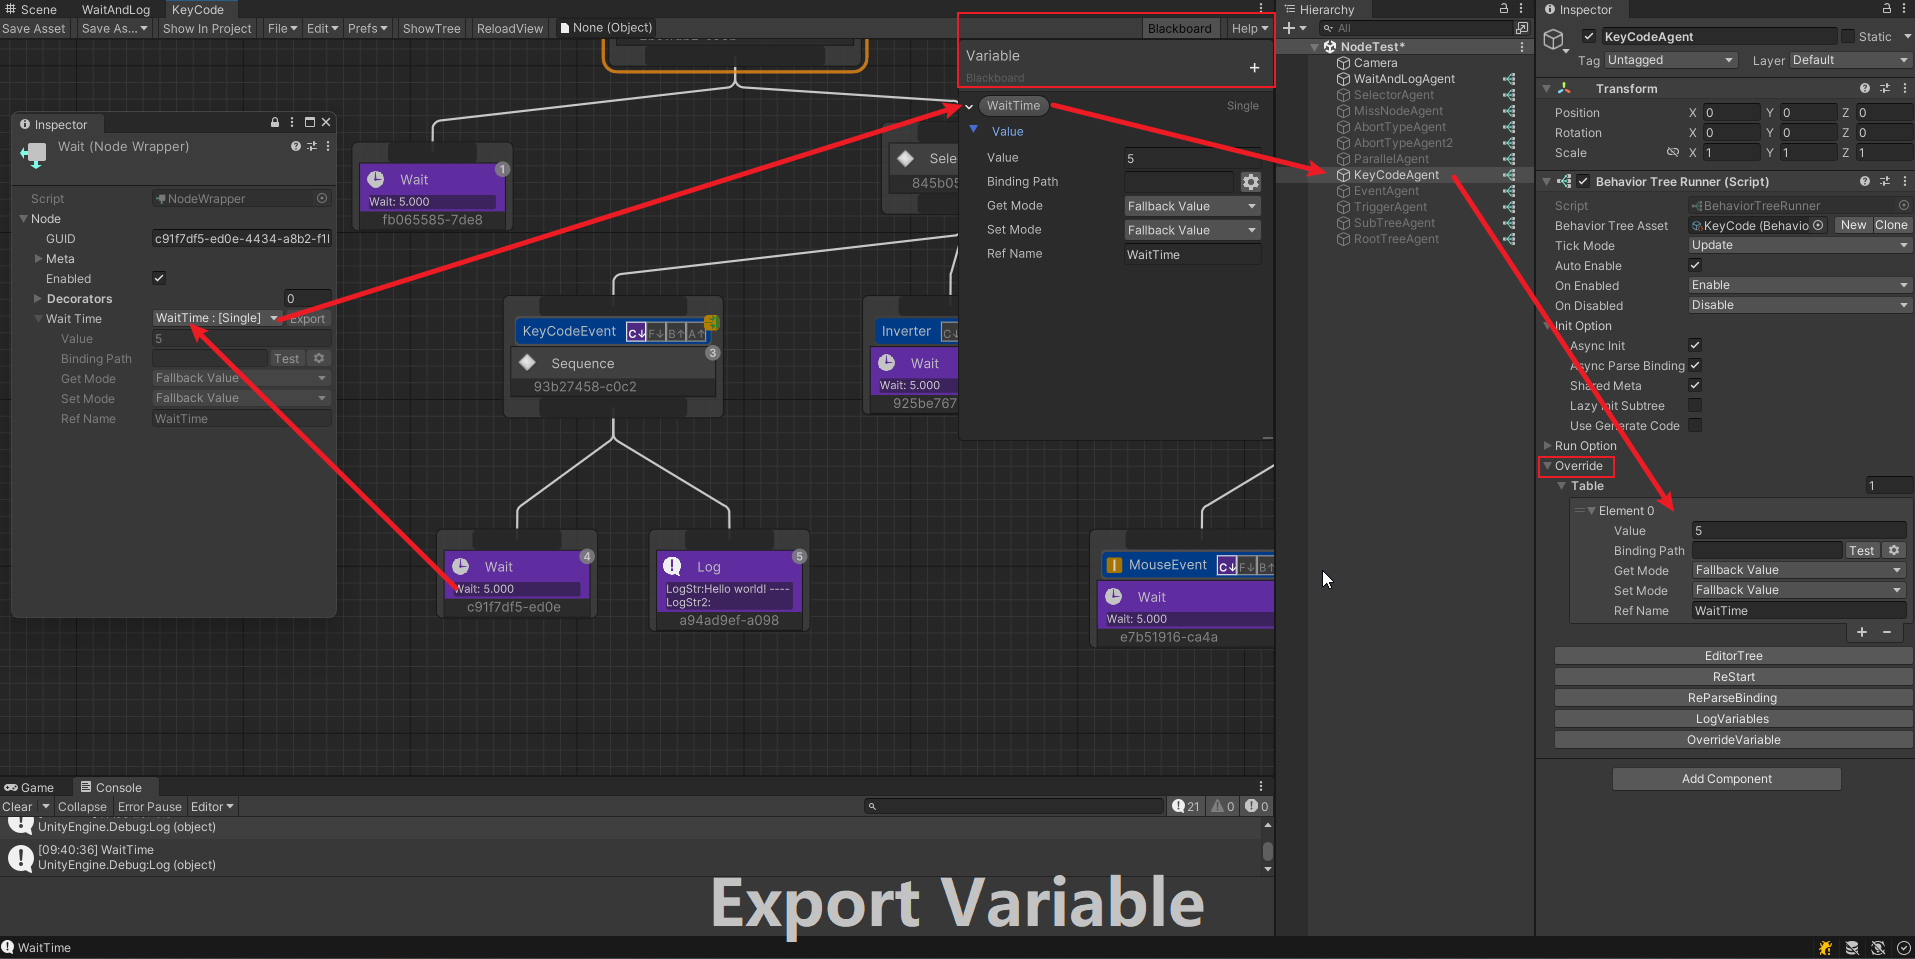 Scene
WaitAndLog
KeyCode
Save Asset
Save As...
Show In Project
File
Edit
Prefs
ShowTree
ReloadView
None (Object)
Blackboard
Help
Variable
Blackboard
+
WaitTime
Single
Value
Value
5
Binding Path
Get Mode
Fallback Value
Set Mode
Fallback Value
Ref Name
WaitTime
Inspector
Wait (Node Wrapper)
Script
NodeWrapper
Node
GUID
c91f7df5-ed0e-4434-a8b2-f1
Meta
Enabled
Decorators
0
Wait Time
WaitTime : [Single]
Export
Value
5
Binding Path
Test
Get Mode
Fallback Value
Set Mode
Fallback Value
Ref Name
WaitTime
Wait
1
Wait: 5.000
fb065585-7de8
Sele
845b05
KeyCodeEvent
C↓ F↓ B↑ A↑
Sequence
3
93b27458-c0c2
Inverter
C↓
Wait
Wait: 5.000
925be767
Wait
4
Wait: 5.000
c91f7df5-ed0e
Log
5
LogStr:Hello world! ----
LogStr2:
a94ad9ef-a098
MouseEvent
C↓ F↓ B↑
Wait
Wait: 5.000
e7b51916-ca4a
Hierarchy
All
NodeTest*
Camera
WaitAndLogAgent
SelectorAgent
MissNodeAgent
AbortTypeAgent
AbortTypeAgent2
ParallelAgent
KeyCodeAgent
EventAgent
TriggerAgent
SubTreeAgent
RootTreeAgent
Inspector
KeyCodeAgent
Static
Tag
Untagged
Layer
Default
Transform
Position
X 0 Y 0 Z 0
Rotation
X 0 Y 0 Z 0
Scale
X 1 Y 1 Z 1
Behavior Tree Runner (Script)
Script
BehaviorTreeRunner
Behavior Tree Asset
KeyCode (Behavio
New
Clone
Tick Mode
Update
Auto Enable
On Enabled
Enable
On Disabled
Disable
Init Option
Async Init
Async Parse Binding
Shared Meta
Lazy Init Subtree
Use Generate Code
Run Option
Override
Table
1
Element 0
Value
5
Binding Path
Test
Get Mode
Fallback Value
Set Mode
Fallback Value
Ref Name
WaitTime
+ −
EditorTree
ReStart
ReParseBinding
LogVariables
OverrideVariable
Add Component
Game
Console
Clear
Collapse
Error Pause
Editor
21
0
0
UnityEngine.Debug:Log (object)
[09:40:36] WaitTime
UnityEngine.Debug:Log (object)
Export Variable
WaitTime